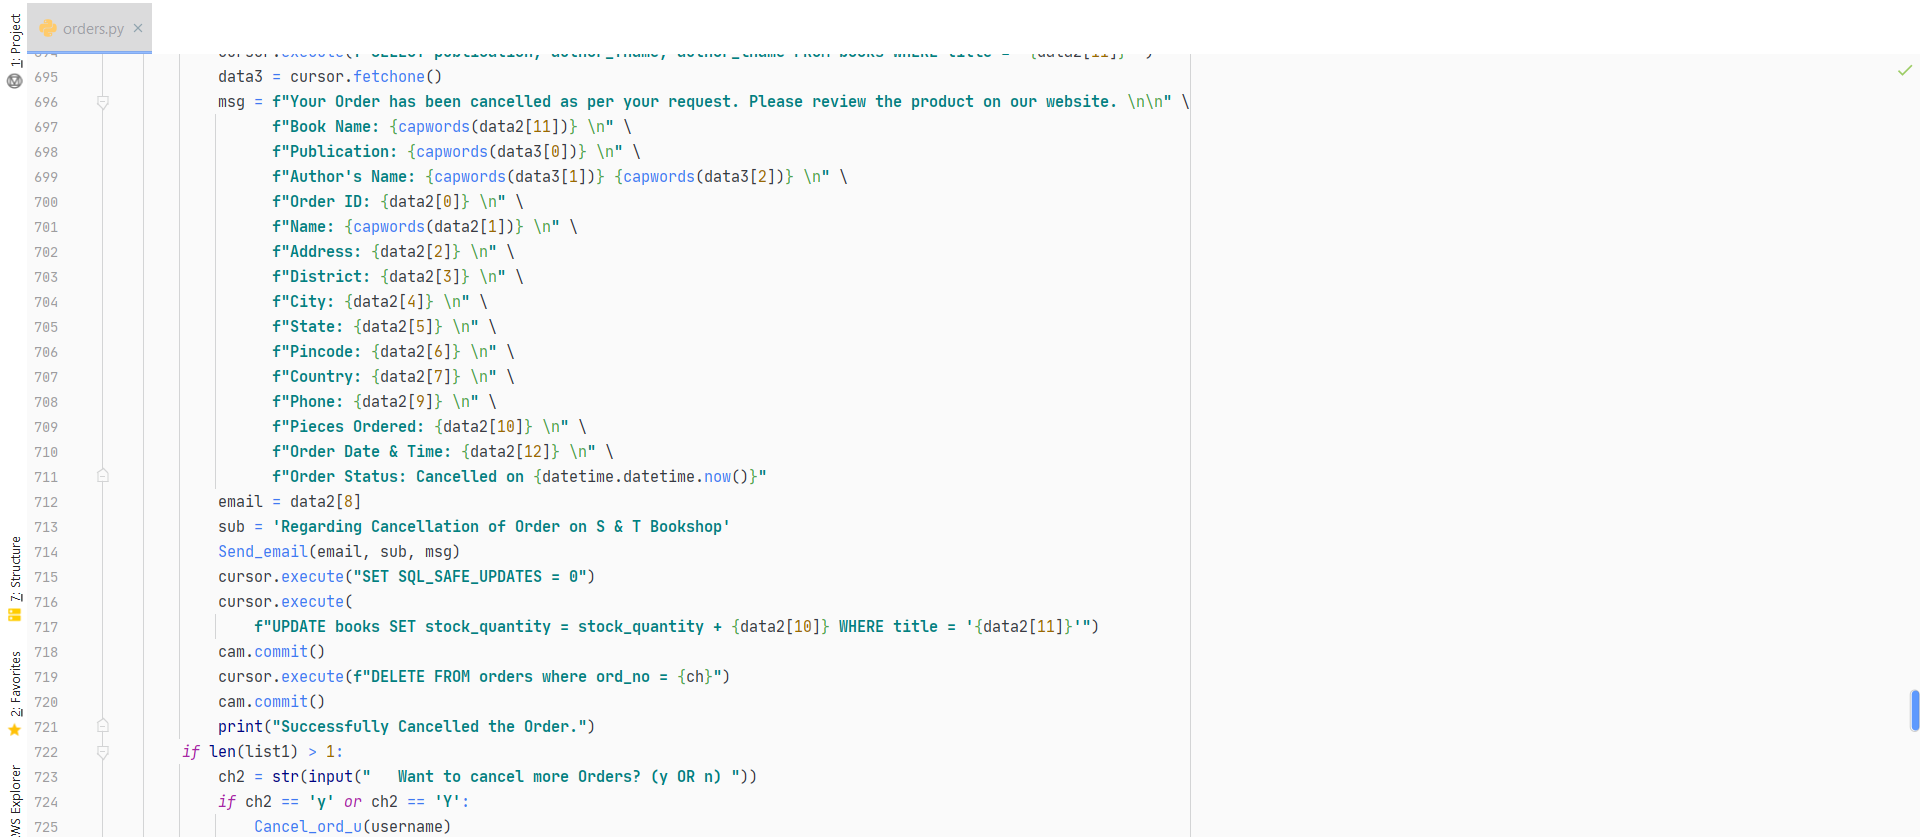 1: Project
orders.py ×
694 cursor.execute(f"SELECT publication, author_fname, author_lname FROM books WHERE title = '{data2[11]}'")
695 data3 = cursor.fetchone()
696 msg = f"Your Order has been cancelled as per your request. Please review the product on our website. \n\n" \
697 f"Book Name: {capwords(data2[11])} \n" \
698 f"Publication: {capwords(data3[0])} \n" \
699 f"Author's Name: {capwords(data3[1])} {capwords(data3[2])} \n" \
700 f"Order ID: {data2[0]} \n" \
701 f"Name: {capwords(data2[1])} \n" \
702 f"Address: {data2[2]} \n" \
703 f"District: {data2[3]} \n" \
704 f"City: {data2[4]} \n" \
705 f"State: {data2[5]} \n" \
706 f"Pincode: {data2[6]} \n" \
707 f"Country: {data2[7]} \n" \
708 f"Phone: {data2[9]} \n" \
709 f"Pieces Ordered: {data2[10]} \n" \
710 f"Order Date & Time: {data2[12]} \n" \
711 f"Order Status: Cancelled on {datetime.datetime.now()}"
712 email = data2[8]
713 sub = 'Regarding Cancellation of Order on S & T Bookshop'
714 Send_email(email, sub, msg)
715 cursor.execute("SET SQL_SAFE_UPDATES = 0")
716 cursor.execute(
717 f"UPDATE books SET stock_quantity = stock_quantity + {data2[10]} WHERE title = '{data2[11]}'")
718 cam.commit()
719 cursor.execute(f"DELETE FROM orders where ord_no = {ch}")
720 cam.commit()
721 print("Successfully Cancelled the Order.")
722 if len(list1) > 1:
723 ch2 = str(input("   Want to cancel more Orders? (y OR n) "))
724 if ch2 == 'y' or ch2 == 'Y':
725 Cancel_ord_u(username)
7: Structure
2: Favorites
WS Explorer